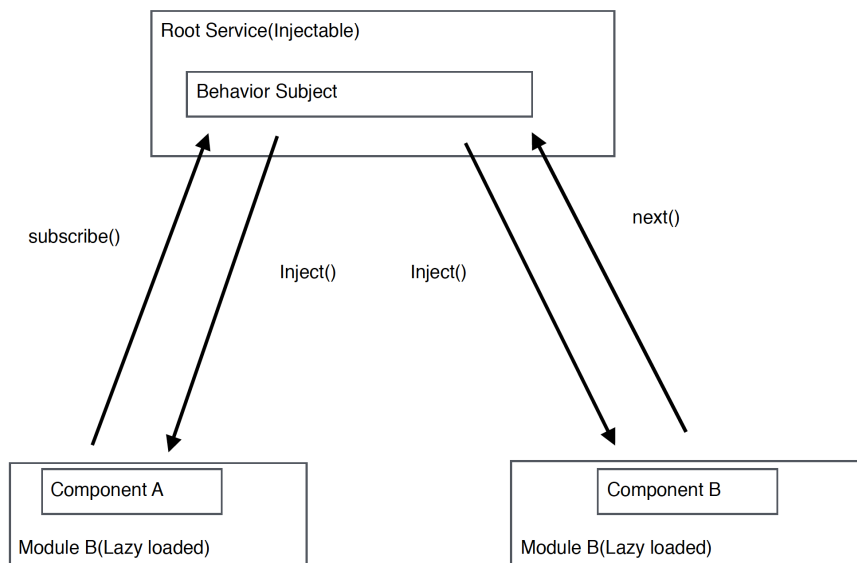 Root Service(Injectable)
Behavior Subject
next()
subscribe()
Inject()
Inject()
Component A
Component B
Module B(Lazy loaded)
Module B(Lazy loaded)